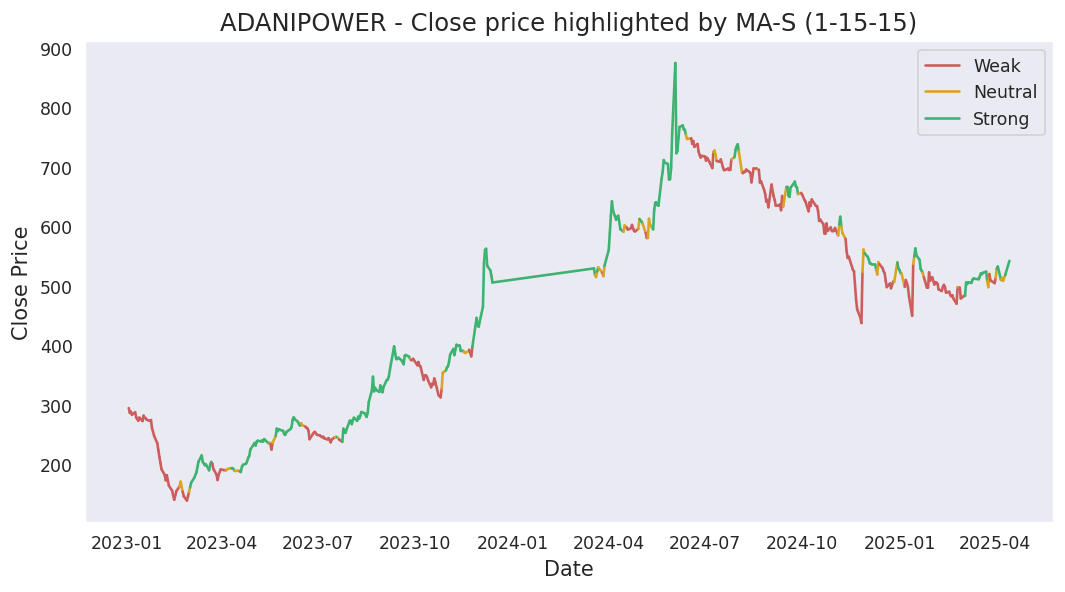 ADANIPOWER - Close price highlighted by MA-S (1-15-15)
Weak
Neutral
Strong
Close Price
900
800
700
600
500
400
300
200
2023-01 2023-04 2023-07 2023-10 2024-01 2024-04 2024-07 2024-10 2025-01 2025-04
Date